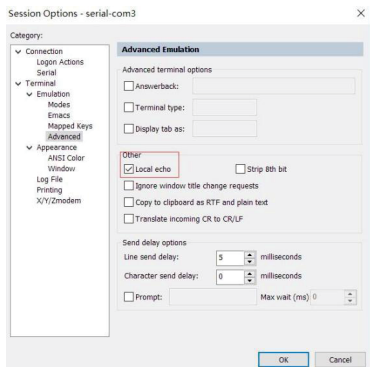 Session Options - serial-com3
Category:
Connection
Logon Actions
Serial
Terminal
Emulation
Modes
Emacs
Mapped Keys
Advanced
Appearance
ANSI Color
Window
Log File
Printing
X/Y/Zmodem
Advanced Emulation
Advanced terminal options
Answerback:
Terminal type:
Display tab as:
Other
Local echo
Strip 8th bit
Ignore window title change requests
Copy to clipboard as RTF and plain text
Translate incoming CR to CR/LF
Send delay options
Line send delay: 5 milliseconds
Character send delay: 0 milliseconds
Prompt: Max wait (ms) 0
OK Cancel